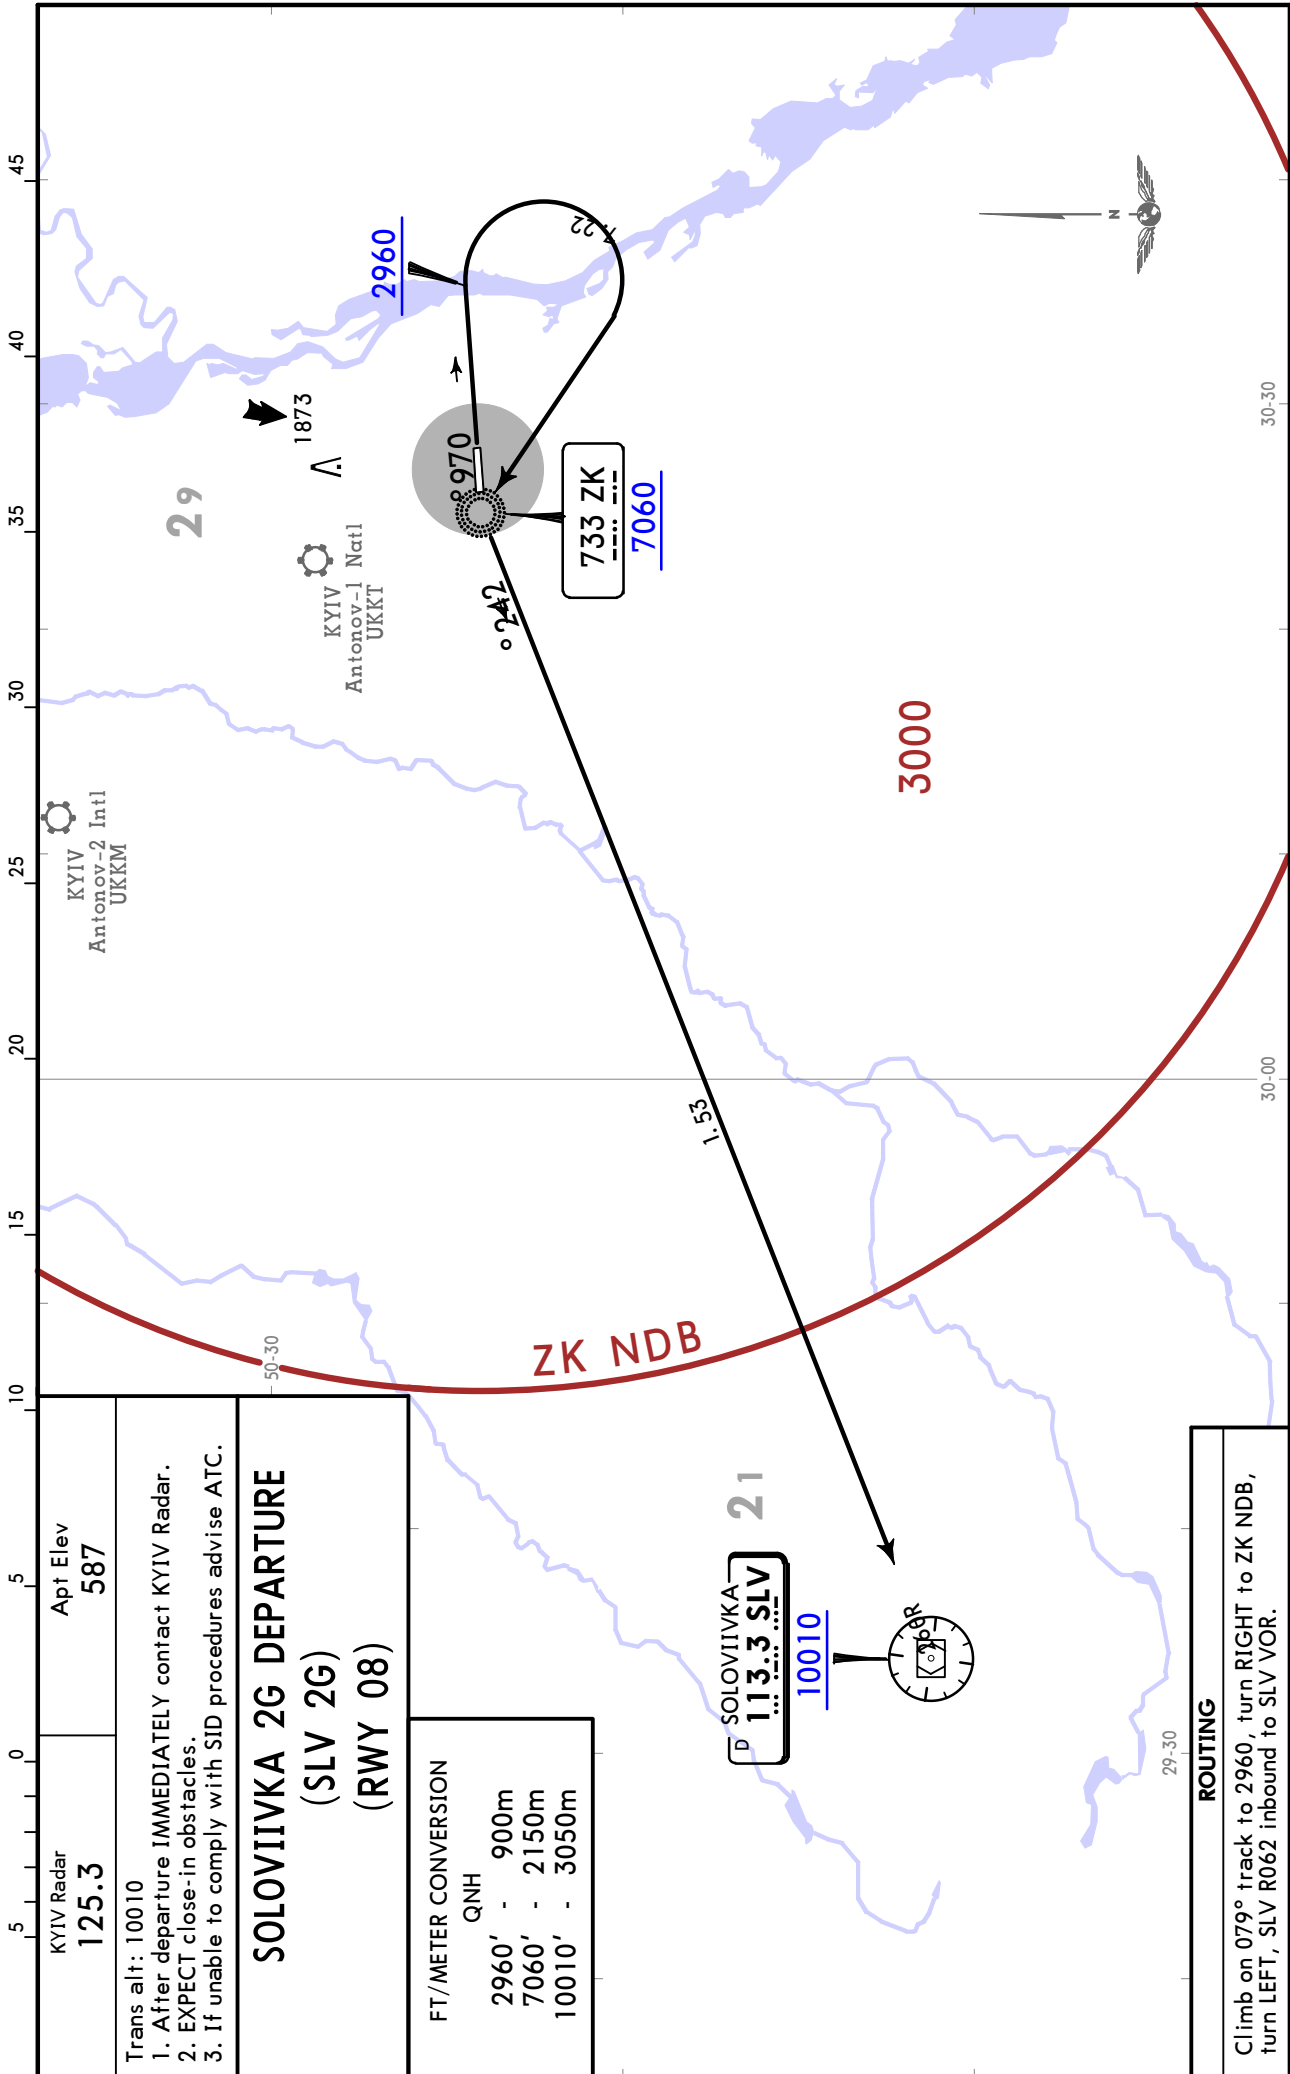 5 0 5 10 15 20 25 30 35 40 45
KYIV Radar
125.3
Apt Elev
587
Trans alt: 10010
1. After departure IMMEDIATELY contact KYIV Radar.
2. EXPECT close-in obstacles.
3. If unable to comply with SID procedures advise ATC.
SOLOVIIVKA 2G DEPARTURE
(SLV 2G)
(RWY 08)
FT/METER CONVERSION
QNH
2960' - 900m
7060' - 2150m
10010' - 3050m
KYIV
Antonov-2 Intl
UKKM
29
KYIV
Antonov-1 Natl
UKKT
1873
50-30
2960
°970
7.22
°242
733 ZK
7060
ZK NDB
1.53
21
D SOLOVIIVKA
113.3 SLV
10010
260R
3000
N
29-30
30-00
30-30
ROUTING
Climb on 079° track to 2960, turn RIGHT to ZK NDB,
turn LEFT, SLV R062 inbound to SLV VOR.